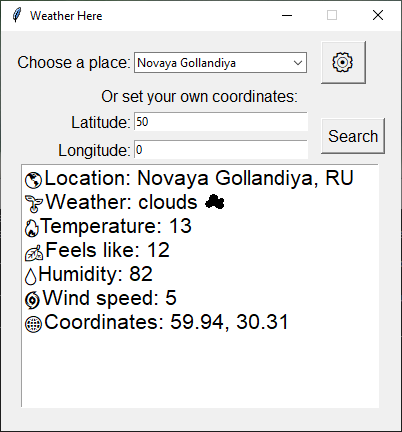 Weather Here
Choose a place: Novaya Gollandiya
Or set your own coordinates:
Latitude: 50
Search
Longitude: 0
🌎Location: Novaya Gollandiya, RU
Weather: clouds ☁
Temperature: 13
Feels like: 12
Humidity: 82
Wind speed: 5
🌐Coordinates: 59.94, 30.31